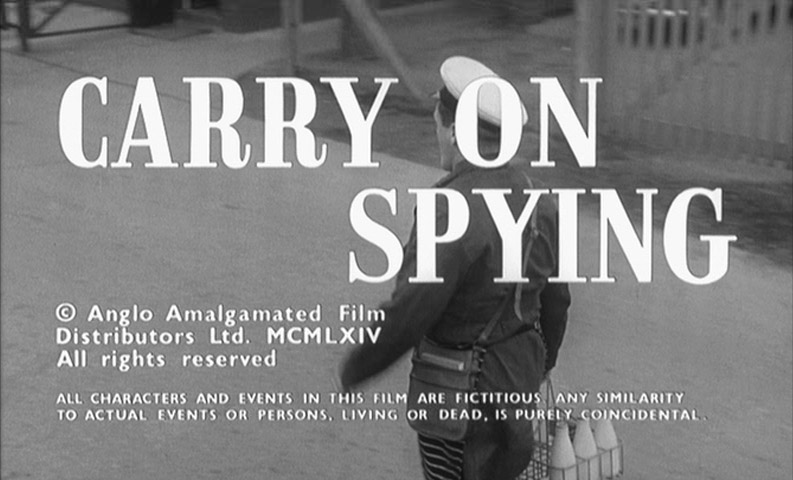 CARRY ON
SPYING
© Anglo Amalgamated Film
Distributors Ltd. MCMLXIV
All rights reserved
ALL CHARACTERS AND EVENTS IN THIS FILM ARE FICTITIOUS. ANY SIMILARITY
TO ACTUAL EVENTS OR PERSONS, LIVING OR DEAD, IS PURELY COINCIDENTAL.